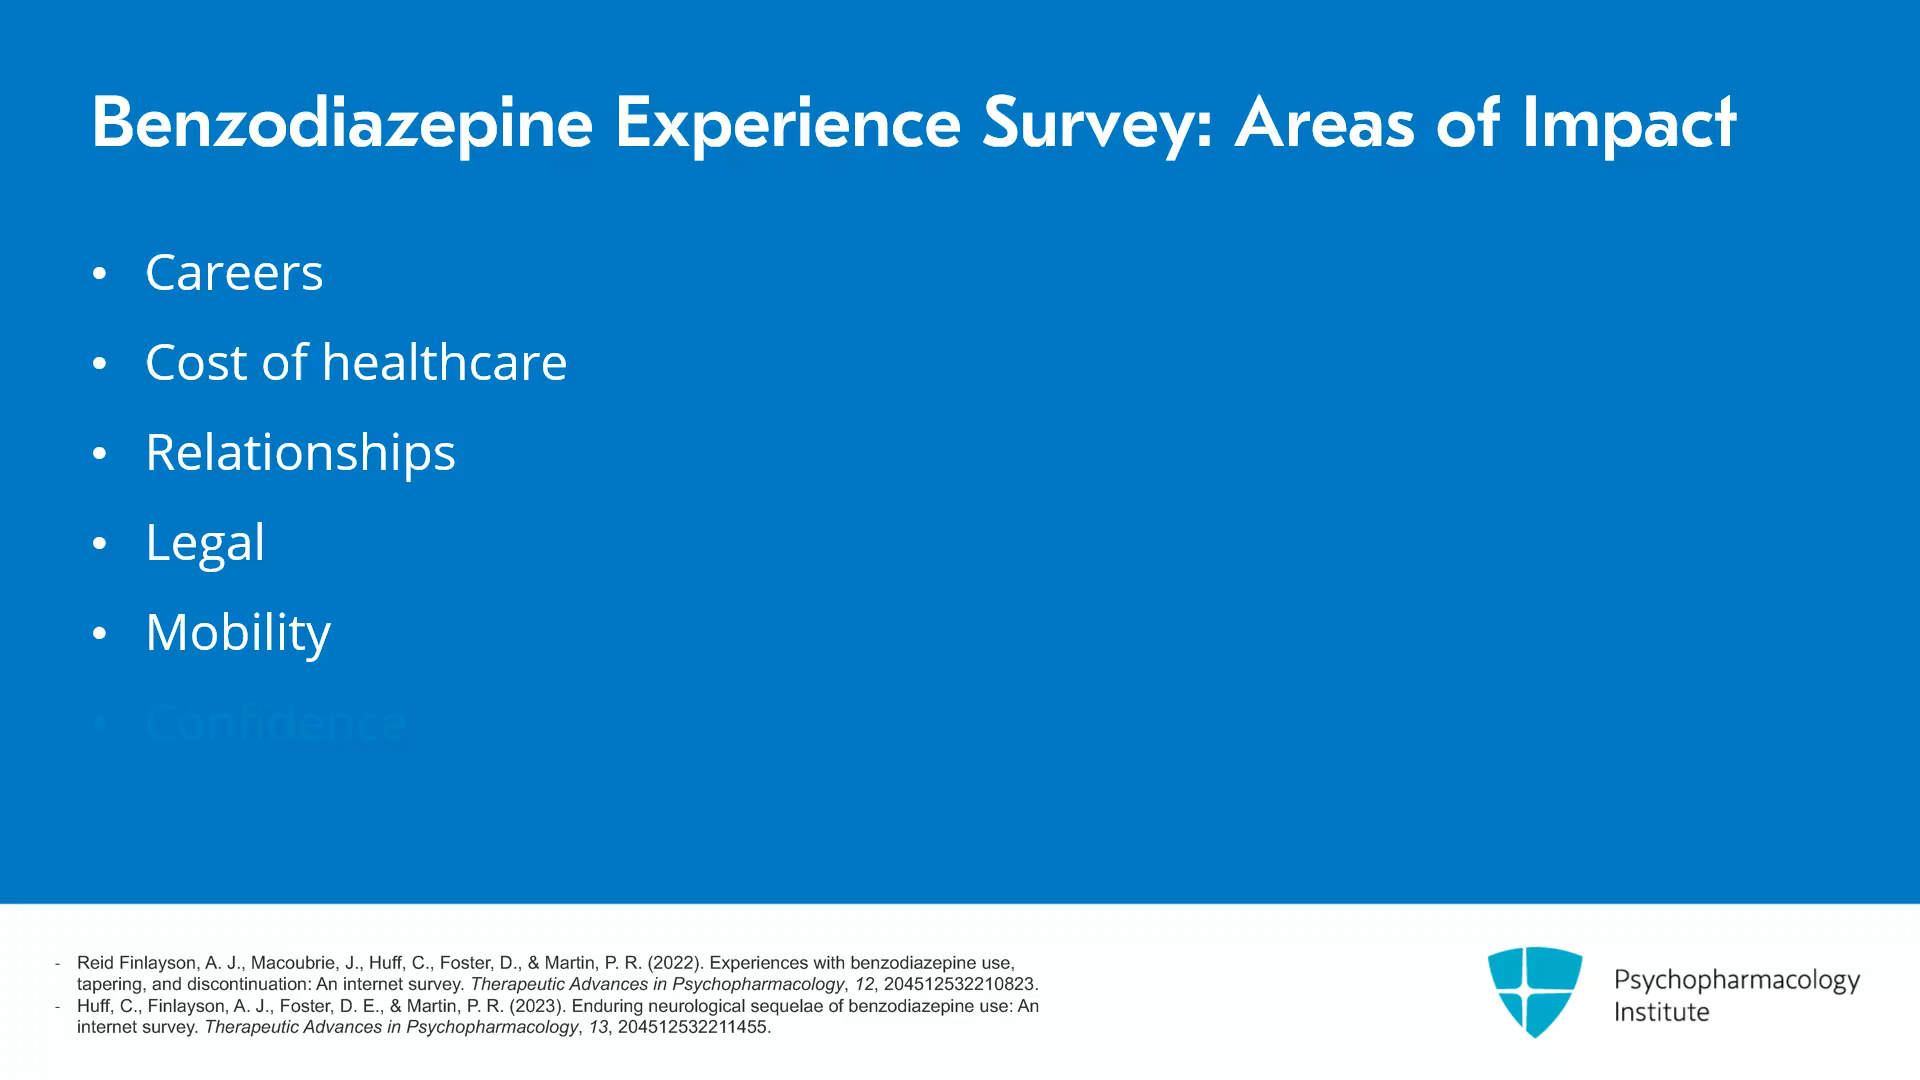 Benzodiazepine Experience Survey: Areas of Impact
• Careers
• Cost of healthcare
• Relationships
• Legal
• Mobility
• Confidence
- Reid Finlayson, A. J., Macoubrie, J., Huff, C., Foster, D., & Martin, P. R. (2022). Experiences with benzodiazepine use,
tapering, and discontinuation: An internet survey. Therapeutic Advances in Psychopharmacology, 12, 204512532210823.
- Huff, C., Finlayson, A. J., Foster, D. E., & Martin, P. R. (2023). Enduring neurological sequelae of benzodiazepine use: An
internet survey. Therapeutic Advances in Psychopharmacology, 13, 204512532211455.
Psychopharmacology
Institute